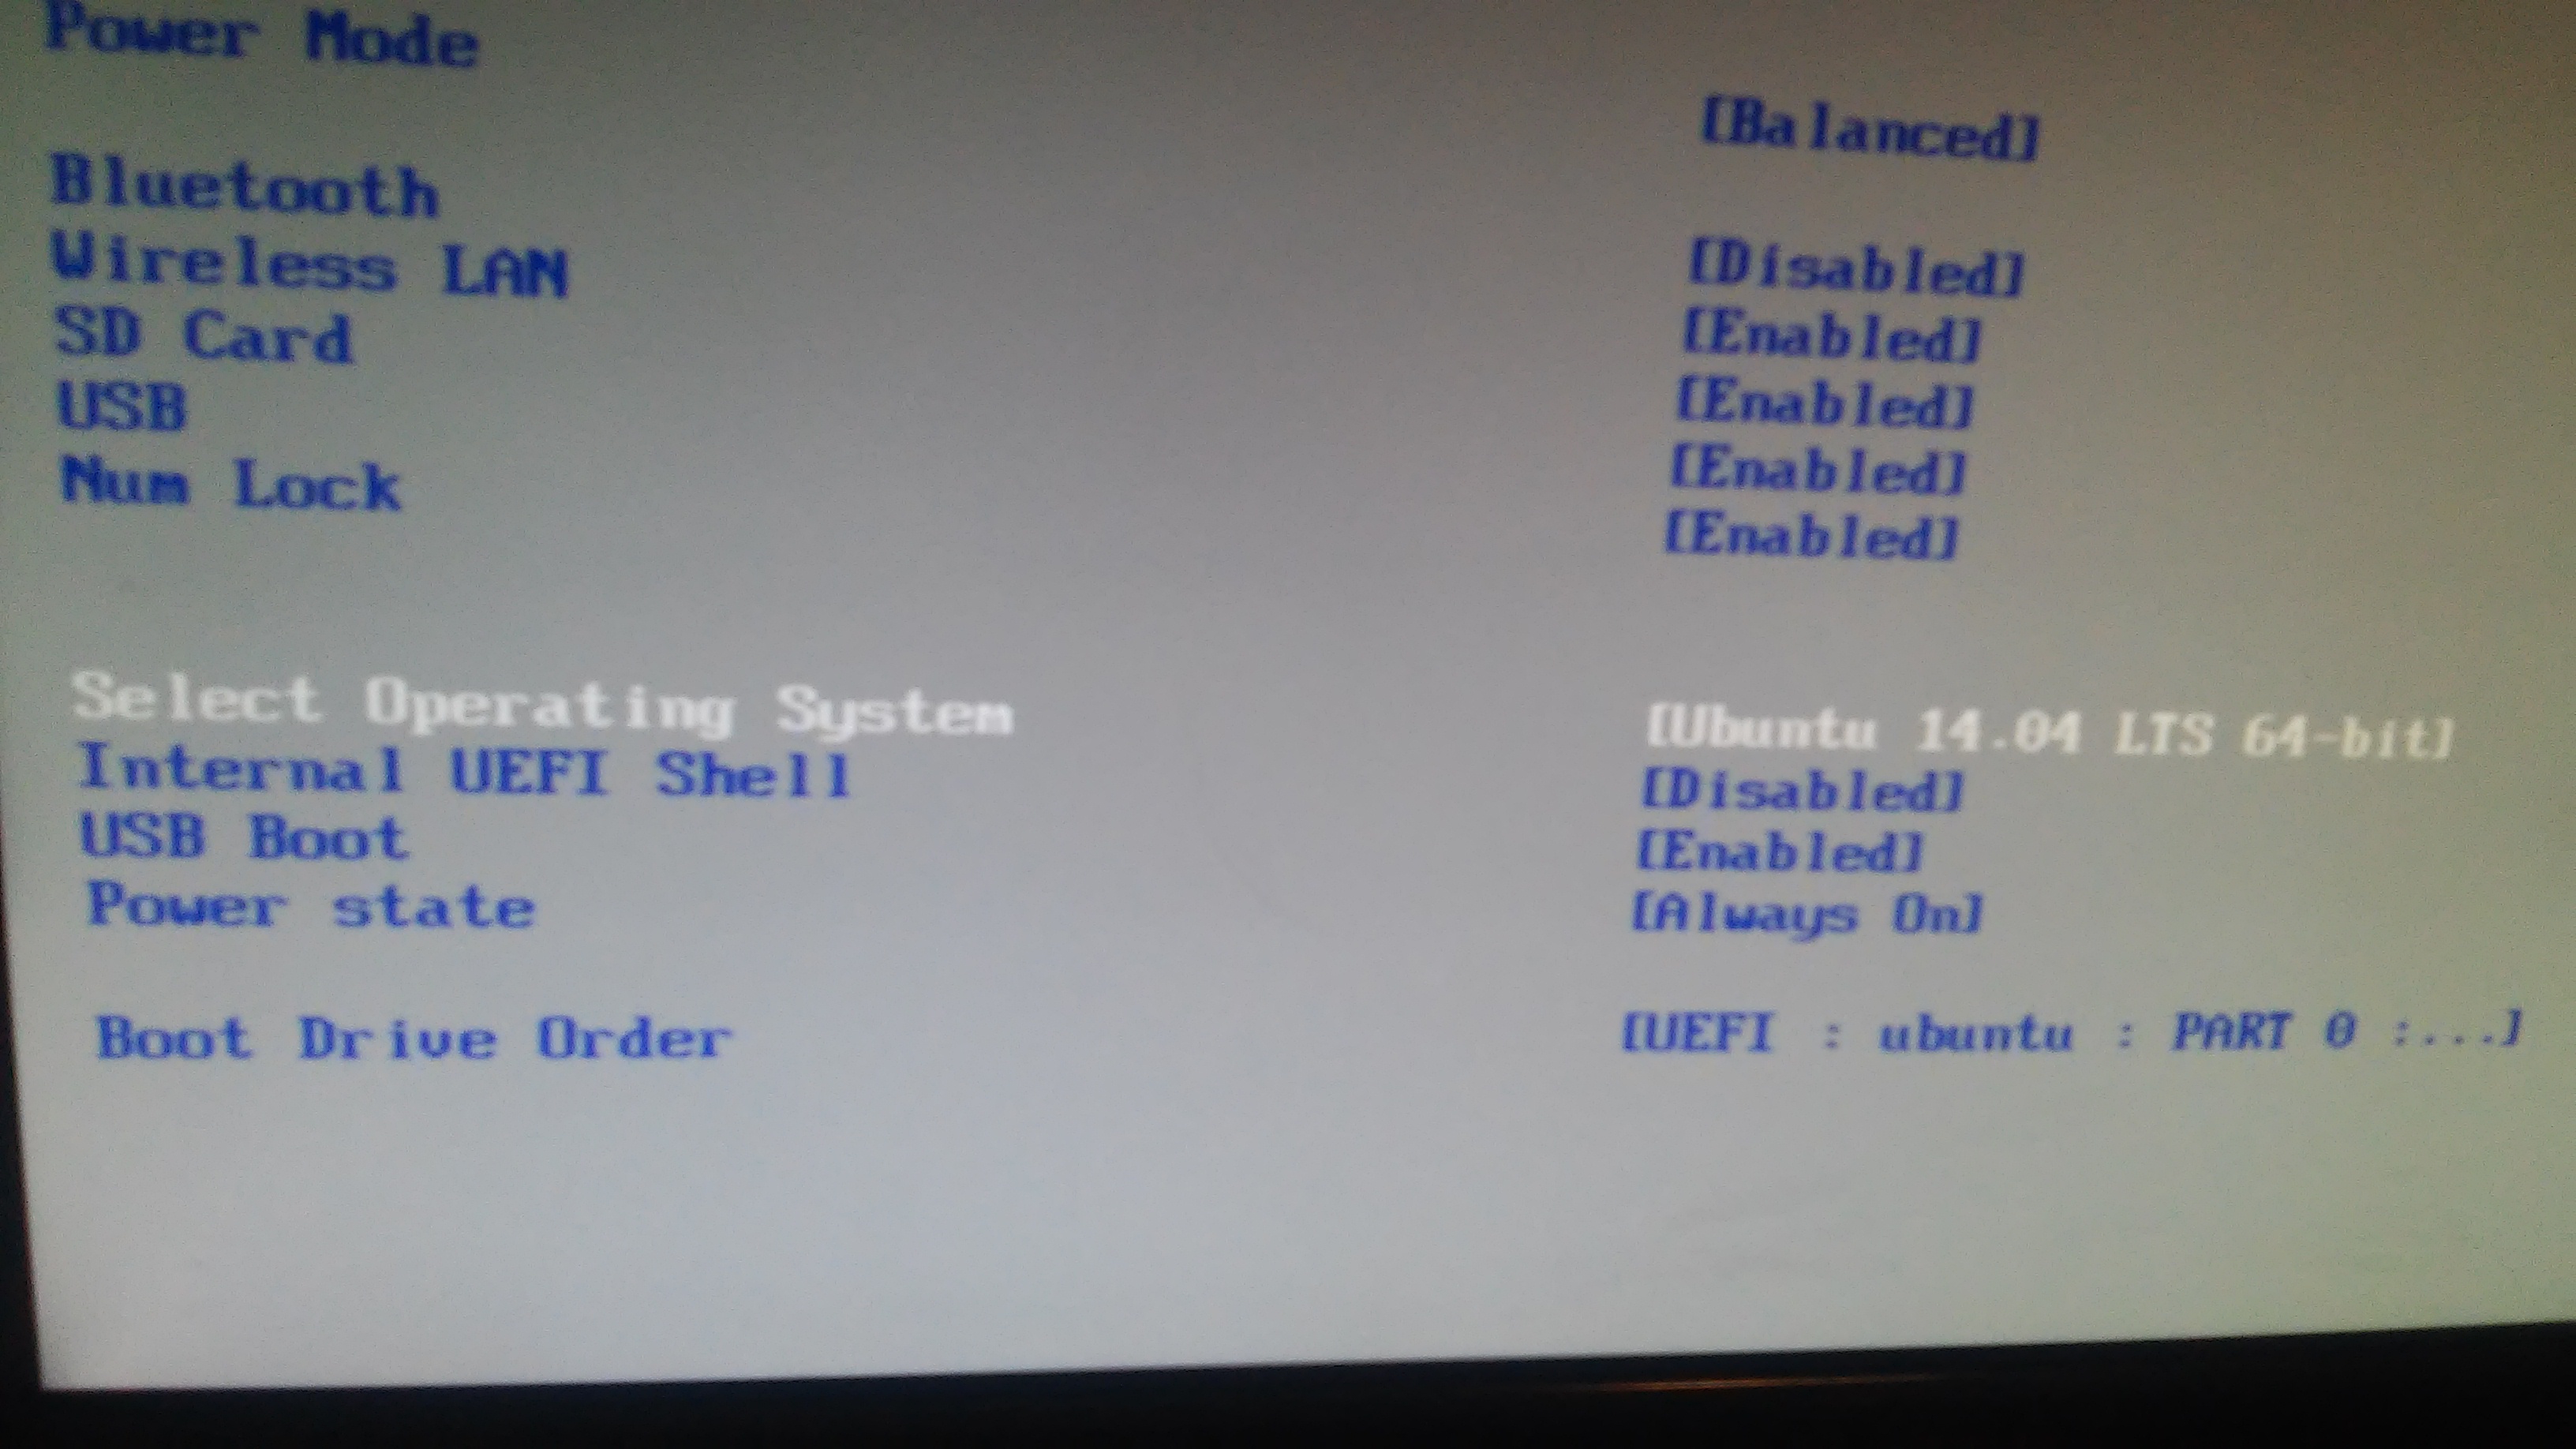 Power Mode [Balanced]
Bluetooth [Disabled]
Wireless LAN [Enabled]
SD Card [Enabled]
USB [Enabled]
Num Lock [Enabled]
Select Operating System [Ubuntu 14.04 LTS 64-bit]
Internal UEFI Shell [Disabled]
USB Boot [Enabled]
Power state [Always On]
Boot Drive Order [UEFI : ubuntu : PART 0 :...]